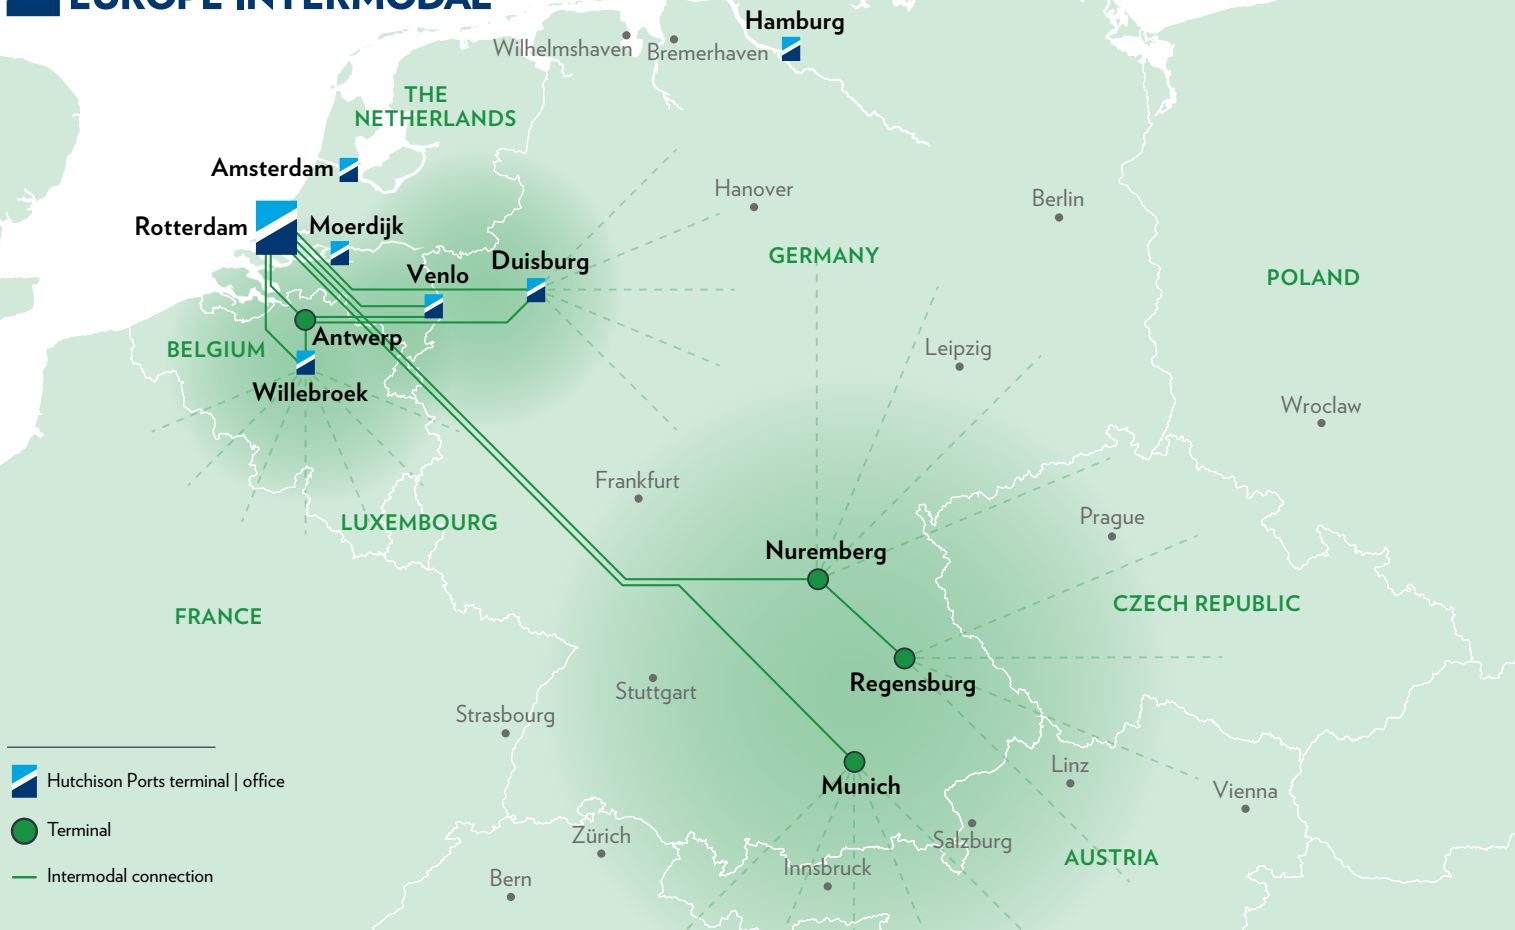 EUROPE INTERMODAL
Hamburg
Wilhelmshaven
Bremerhaven
THE
NETHERLANDS
Amsterdam
Hanover
Berlin
Rotterdam
Moerdijk
GERMANY
Duisburg
Venlo
POLAND
Antwerp
BELGIUM
Leipzig
Willebroek
Wroclaw
Frankfurt
LUXEMBOURG
Prague
Nuremberg
CZECH REPUBLIC
FRANCE
Regensburg
Stuttgart
Strasbourg
Linz
Hutchison Ports terminal | office
Munich
Vienna
Terminal
Zürich
Salzburg
AUSTRIA
Innsbruck
Intermodal connection
Bern